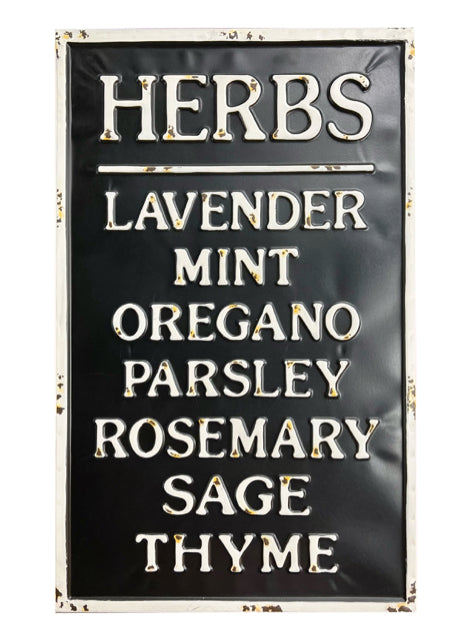 HERBS
LAVENDER
MINT
OREGANO
PARSLEY
ROSEMARY
SAGE
THYME